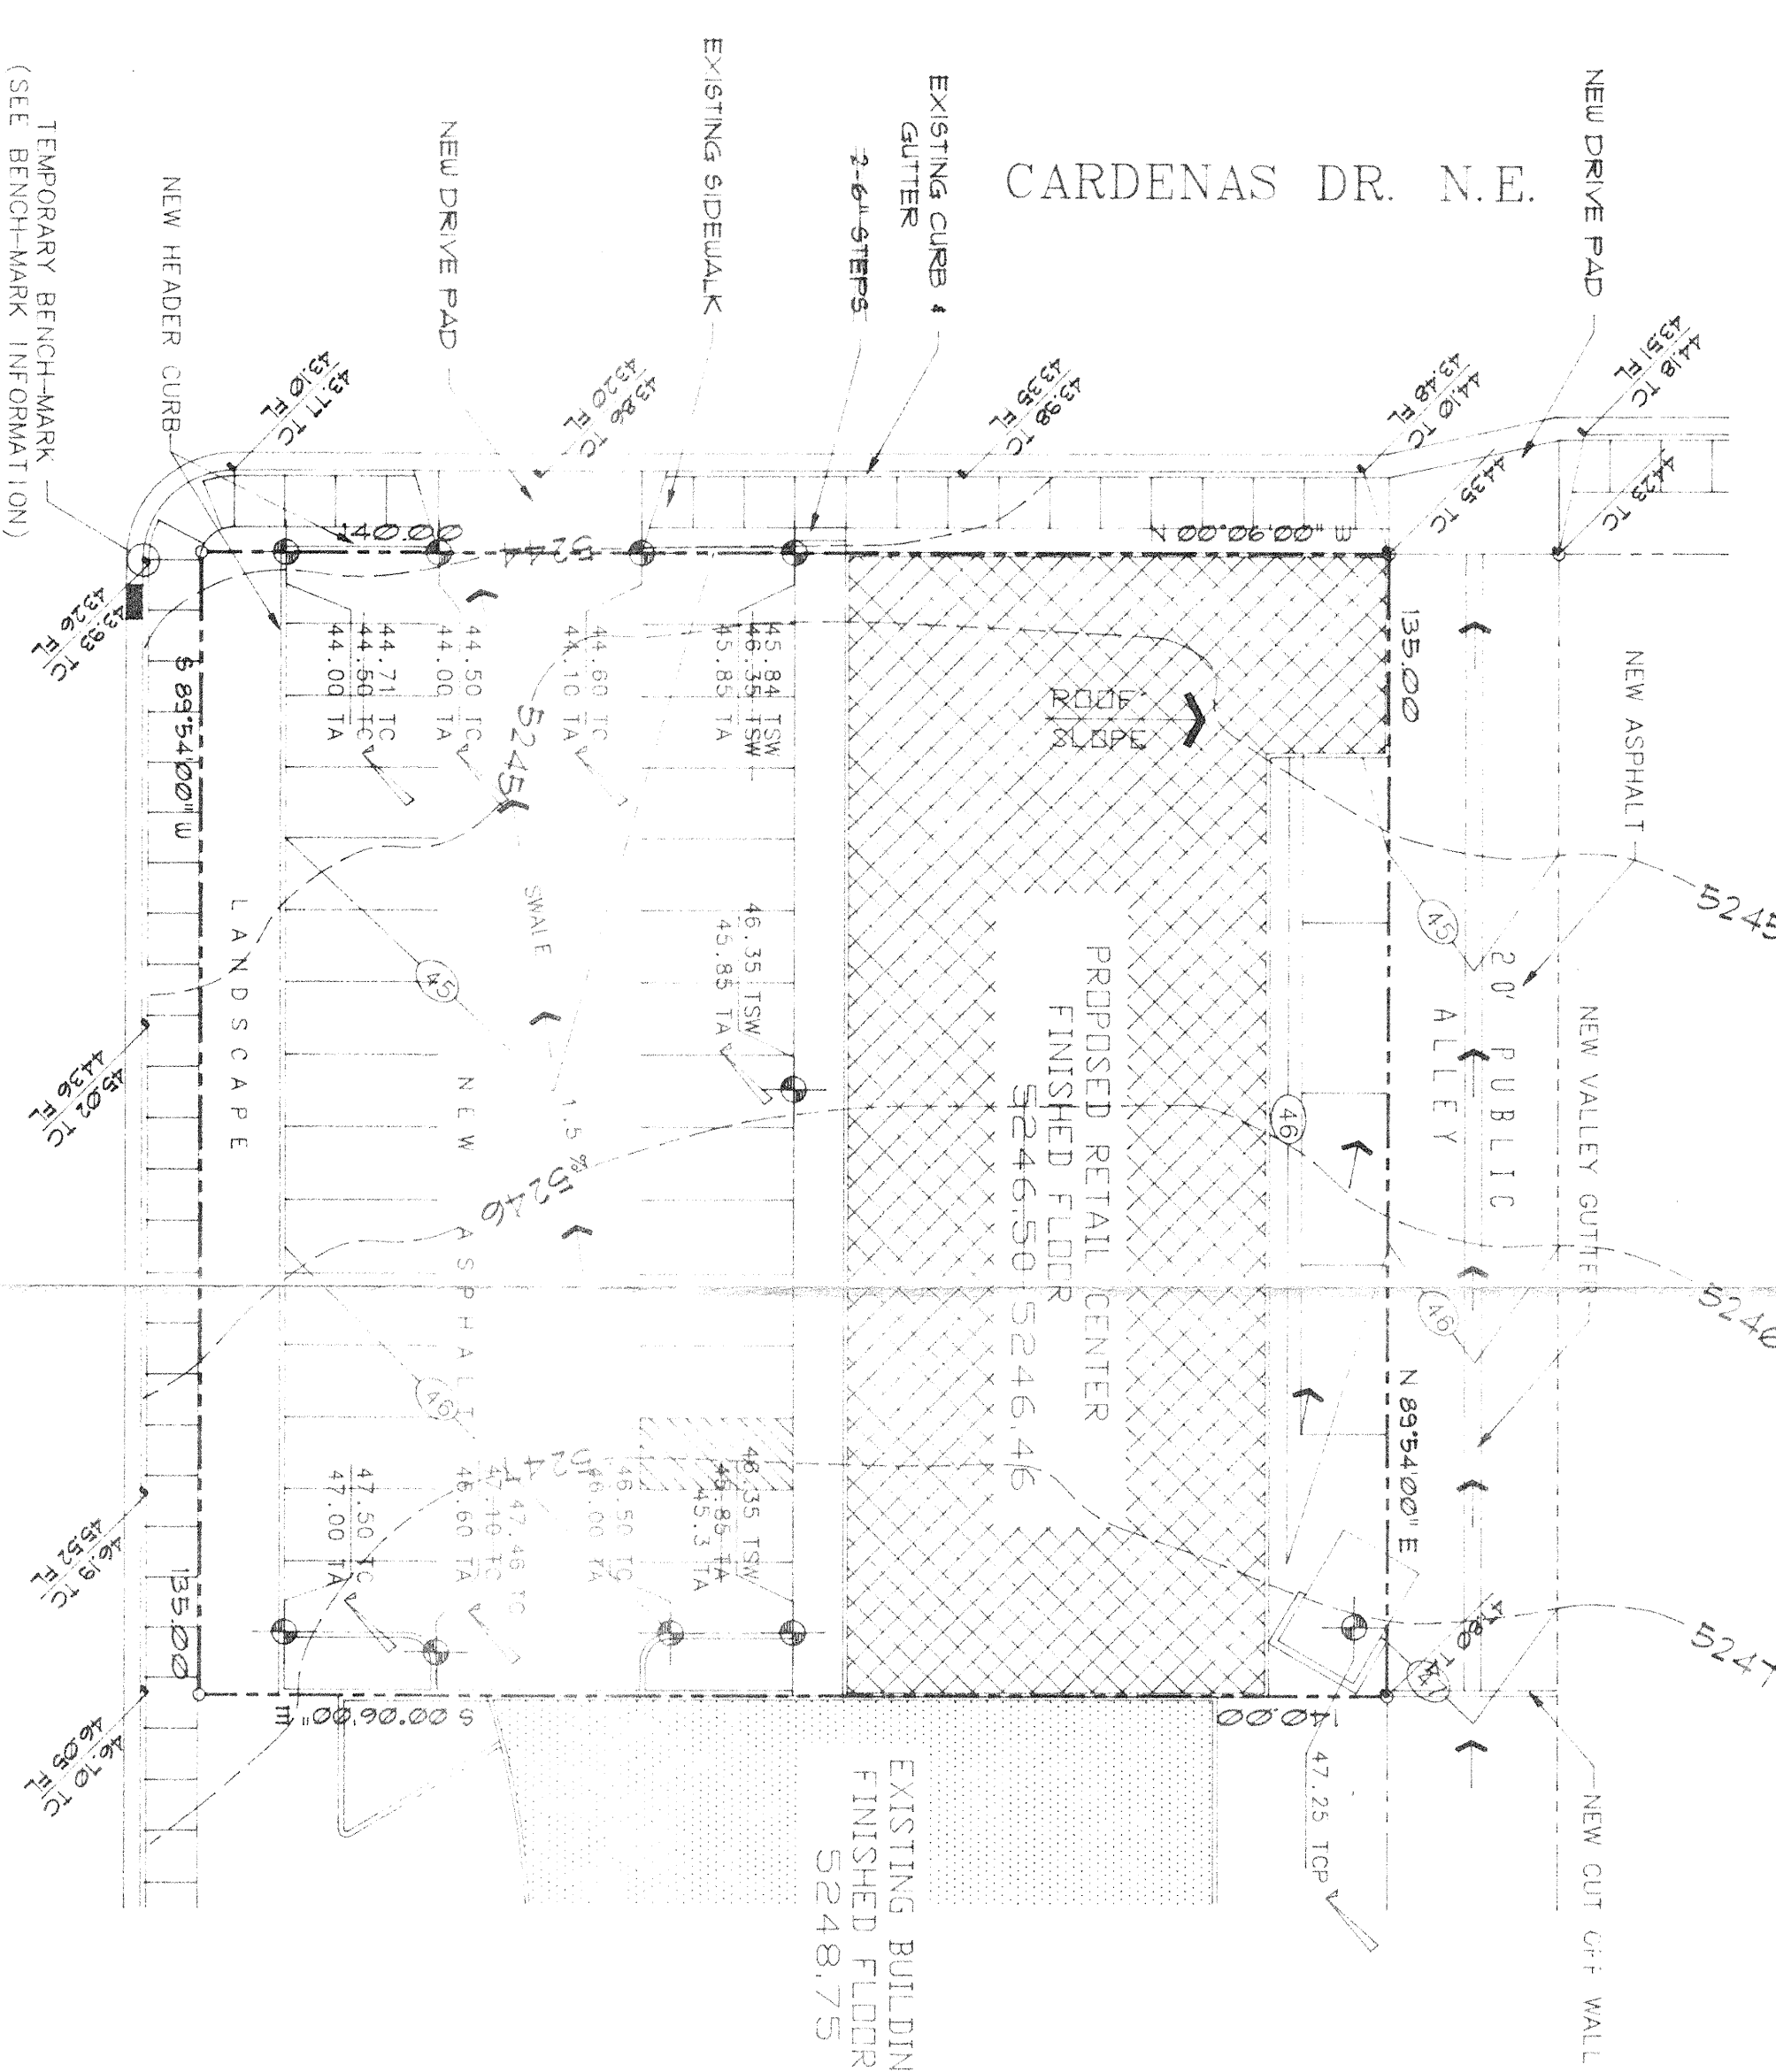 CARDENAS DR. N.E.
NEW DRIVE PAD
44.18 TC
43.51 FL
44.23 TC
44.10 TC
43.48 FL
44.35 TC
EXISTING CURB &
GUTTER
2-6" STEPS
43.98 TC
43.35 FL
EXISTING SIDEWALK
43.86 TC
43.20 FL
NEW DRIVE PAD
43.77 TC
43.10 FL
NEW HEADER CURB
TEMPORARY BENCH-MARK
(SEE BENCH-MARK INFORMATION)
43.93 TC
43.26 FL
N 00°06'00" W
140.00
5244
135.00
NEW ASPHALT
5245
20' PUBLIC
ALLEY
45
NEW VALLEY GUTTER
5246
46
N 89°54'00" E
47.80 TA
47
5247
NEW CUT OFF WALL
ROOF
SLOPE
PROPOSED RETAIL CENTER
FINISHED FLOOR
5246.50 5246.46
46
45.84 TSW
46.35 TSW
45.85 TA
44.60 TC
44.10 TA
44.50 TC
44.00 TA
44.71 TC
44.50 TC
44.00 TA
5245
46.35 TSW
45.85 TA
SWALE
1.5%
NEW ASPHALT
5246
45
46
LANDSCAPE
S 89°54'00" W
135.00
45.02 TC
44.36 FL
46.19 TC
45.52 FL
46.70 TC
46.05 FL
5247
46.35 TSW
45.85 TA
45.3 TA
46.50 TC
46.00 TA
47.46 TC
47.10 TC
46.60 TA
47.50 TC
47.00 TA
S 00°06'00" E
140.00
47.25 TCP
EXISTING BUILDIN
FINISHED FLOOR
5248.75